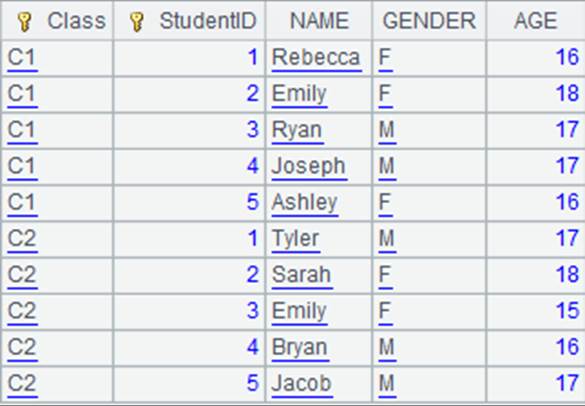 Class StudentID NAME GENDER AGE
C1 1 Rebecca F 16
C1 2 Emily F 18
C1 3 Ryan M 17
C1 4 Joseph M 17
C1 5 Ashley F 16
C2 1 Tyler M 17
C2 2 Sarah F 18
C2 3 Emily F 15
C2 4 Bryan M 16
C2 5 Jacob M 17